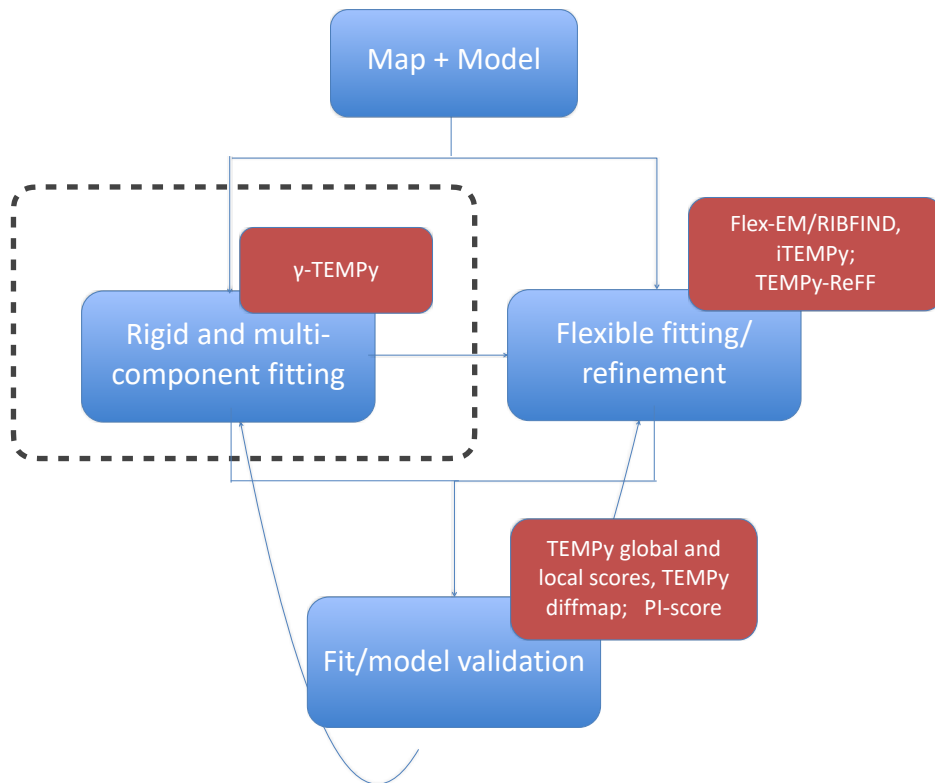 Map + Model
Flex-EM/RIBFIND,
iTEMPy;
TEMPy-ReFF
γ-TEMPy
Rigid and multi-
component fitting
Flexible fitting/
refinement
TEMPy global and
local scores, TEMPy
diffmap; PI-score
Fit/model validation